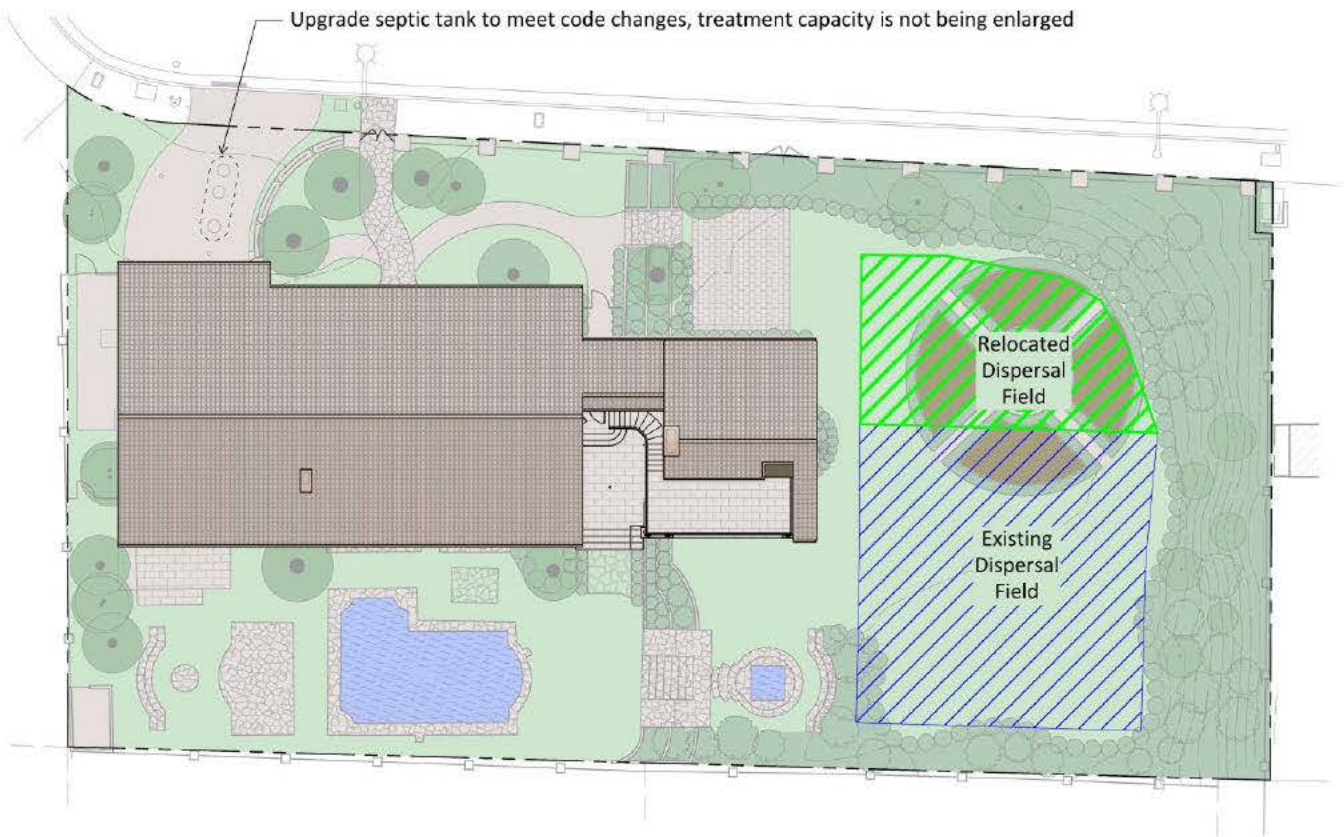 Upgrade septic tank to meet code changes, treatment capacity is not being enlarged
Relocated
Dispersal
Field
Existing
Dispersal
Field